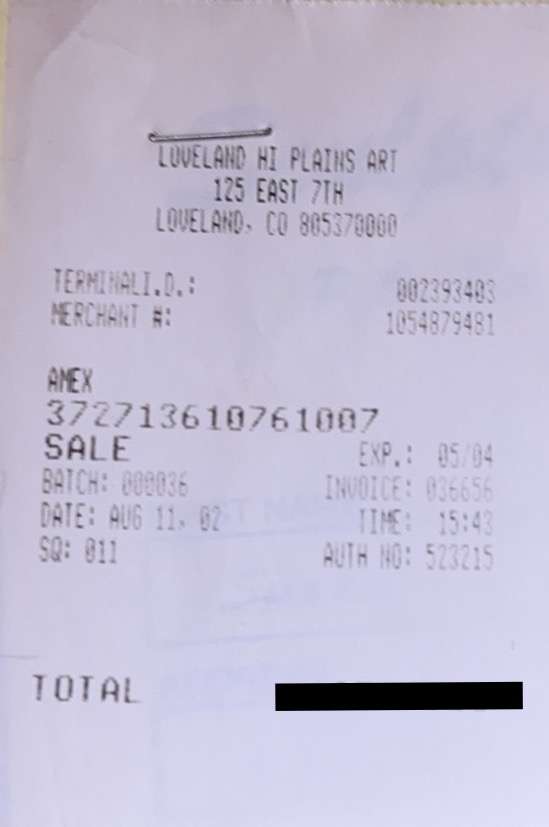 LOVELAND HI PLAINS ART
125 EAST 7TH
LOVELAND, CO 805370000
TERMINALI.D.: 002393403
MERCHANT #: 1054879481
AMEX
372713610761007
SALE EXP.: 05/04
BATCH: 000036 INVOICE: 036656
DATE: AUG 11, 02 TIME: 15:43
SQ: 011 AUTH NO: 523215
TOTAL